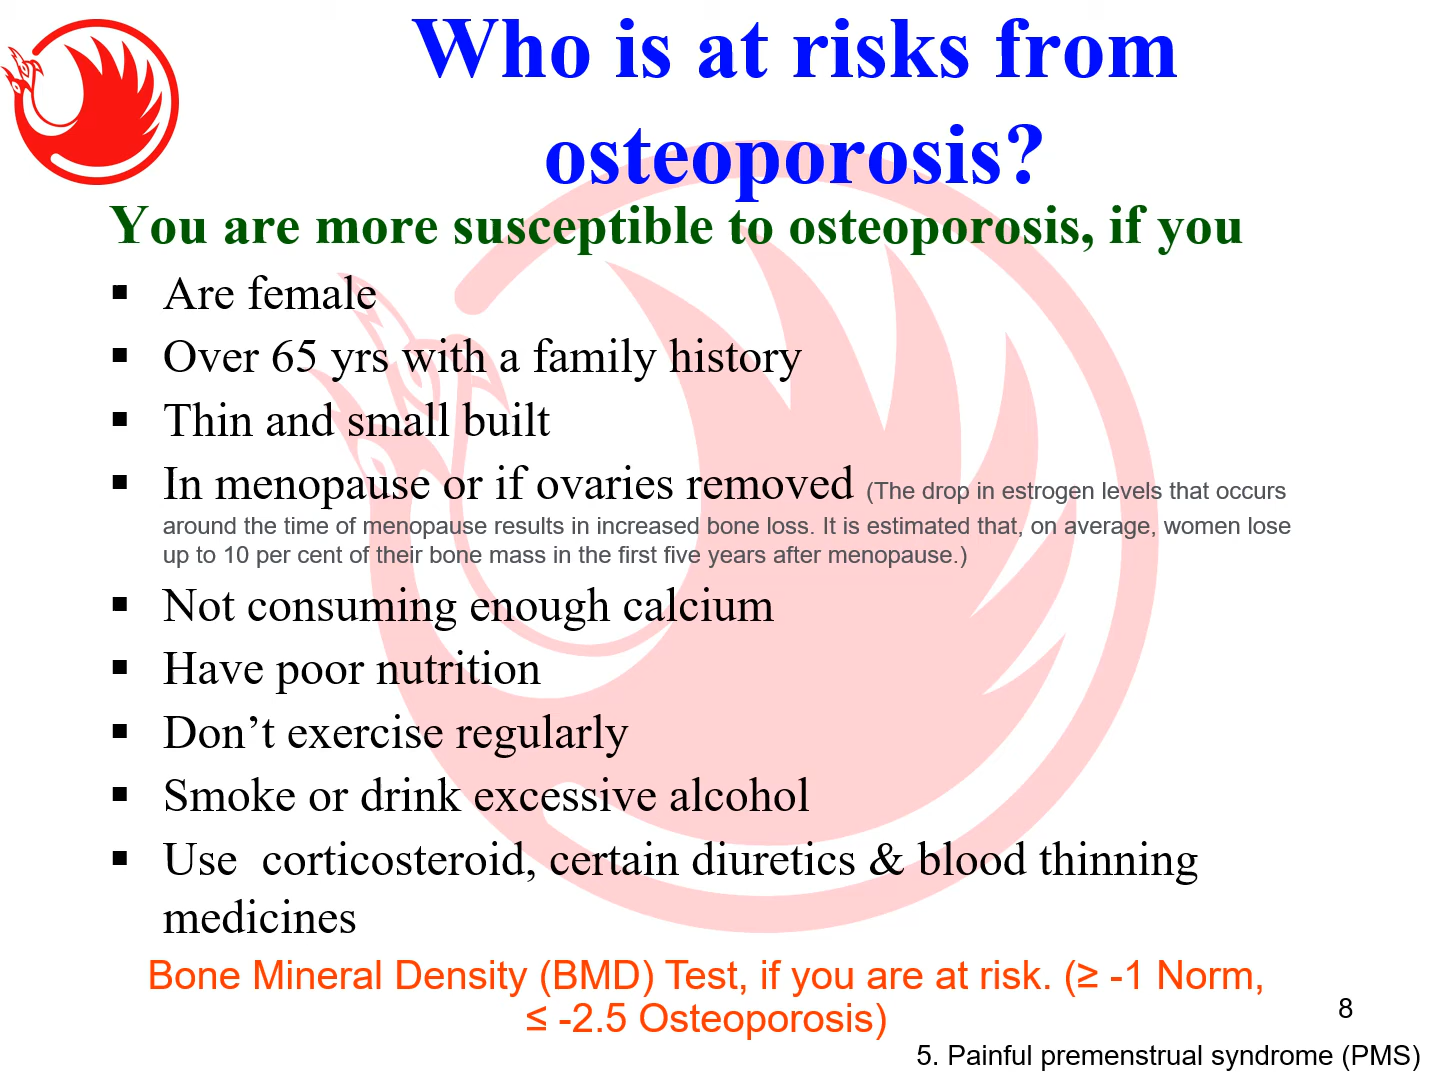 Who is at risks from
osteoporosis?
You are more susceptible to osteoporosis, if you
▪ Are female
▪ Over 65 yrs with a family history
▪ Thin and small built
▪ In menopause or if ovaries removed (The drop in estrogen levels that occurs
around the time of menopause results in increased bone loss. It is estimated that, on average, women lose
up to 10 per cent of their bone mass in the first five years after menopause.)
▪ Not consuming enough calcium
▪ Have poor nutrition
▪ Don’t exercise regularly
▪ Smoke or drink excessive alcohol
▪ Use  corticosteroid, certain diuretics & blood thinning
medicines
Bone Mineral Density (BMD) Test, if you are at risk. (≥ -1 Norm,
≤ -2.5 Osteoporosis)
8
5. Painful premenstrual syndrome (PMS)